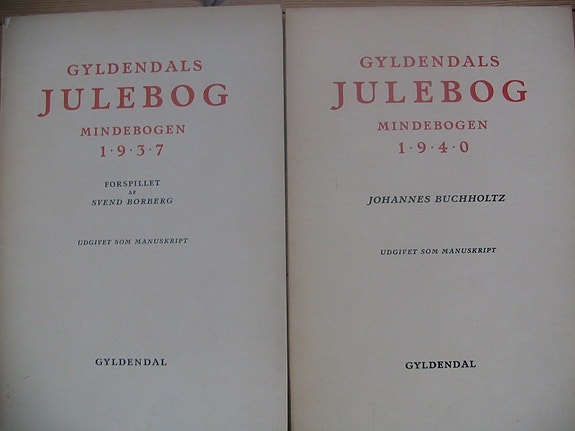 GYLDENDALS
JULEBOG
MINDEBOGEN
1·9·3·7
FORSPILLET
AF
SVEND BORBERG
UDGIVET SOM MANUSKRIPT
GYLDENDAL
GYLDENDALS
JULEBOG
MINDEBOGEN
1·9·4·0
JOHANNES BUCHHOLTZ
UDGIVET SOM MANUSKRIPT
GYLDENDAL